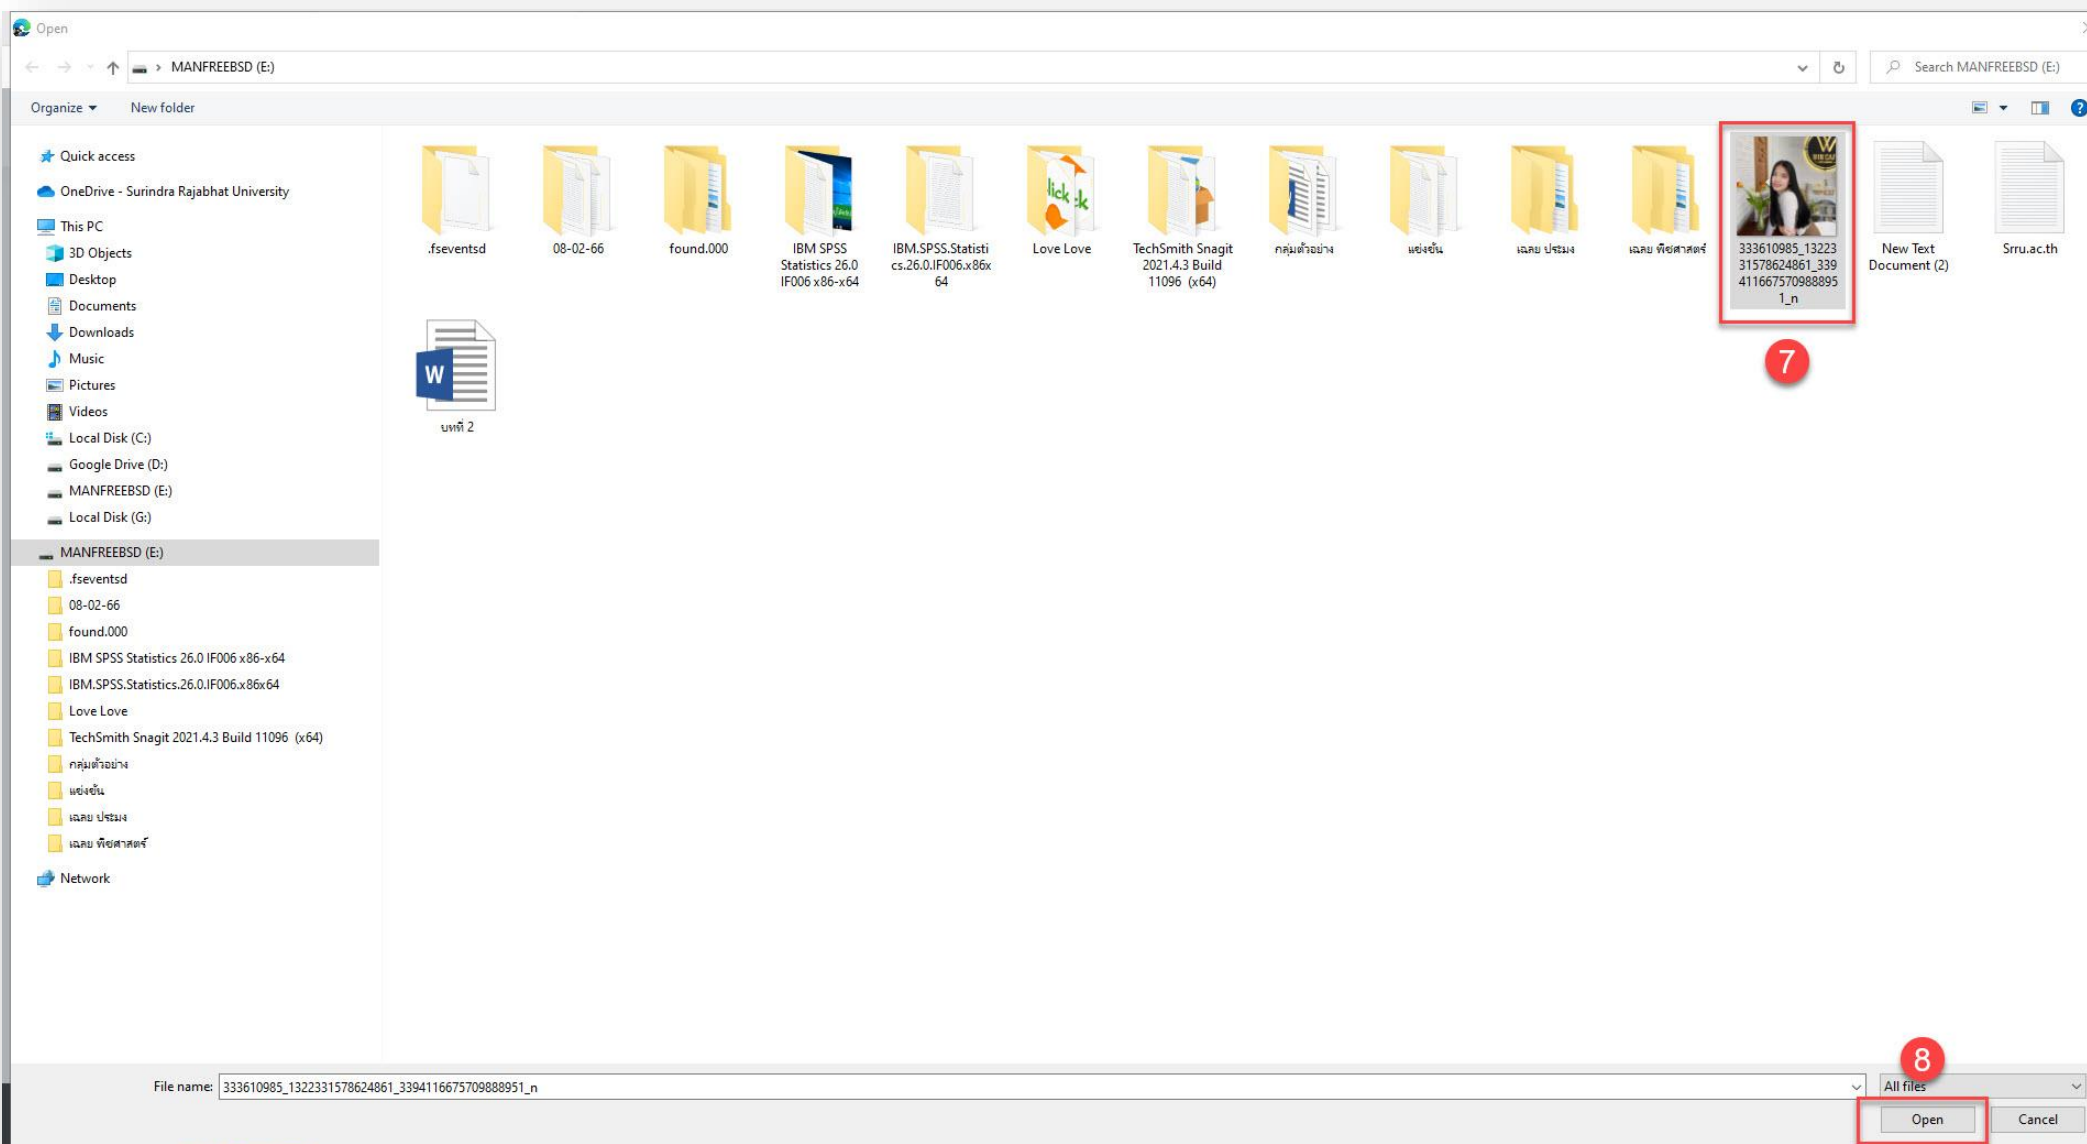 Open
MANFREEBSD (E:)
Search MANFREEBSD (E:)
Organize
New folder
Quick access
OneDrive - Surindra Rajabhat University
This PC
3D Objects
Desktop
Documents
Downloads
Music
Pictures
Videos
Local Disk (C:)
Google Drive (D:)
MANFREEBSD (E:)
Local Disk (G:)
MANFREEBSD (E:)
.fseventsd
08-02-66
found.000
IBM SPSS Statistics 26.0 IF006 x86-x64
IBM.SPSS.Statistics.26.0.IF006.x86x64
Love Love
TechSmith Snagit 2021.4.3 Build 11096 (x64)
กลุ่มตัวอย่าง
แข่งขัน
เฉลย ประมง
เฉลย พืชศาสตร์
Network
.fseventsd
08-02-66
found.000
IBM SPSS
Statistics 26.0
IF006 x86-x64
IBM.SPSS.Statisti
cs.26.0.IF006.x86x
64
Love Love
TechSmith Snagit
2021.4.3 Build
11096 (x64)
กลุ่มตัวอย่าง
แข่งขัน
เฉลย ประมง
เฉลย พืชศาสตร์
333610985_13223
31578624861_339
411667570988895
1_n
New Text
Document (2)
Srru.ac.th
7
W
บทที่ 2
8
File name:
333610985_1322331578624861_3394116675709888951_n
All files
Open
Cancel